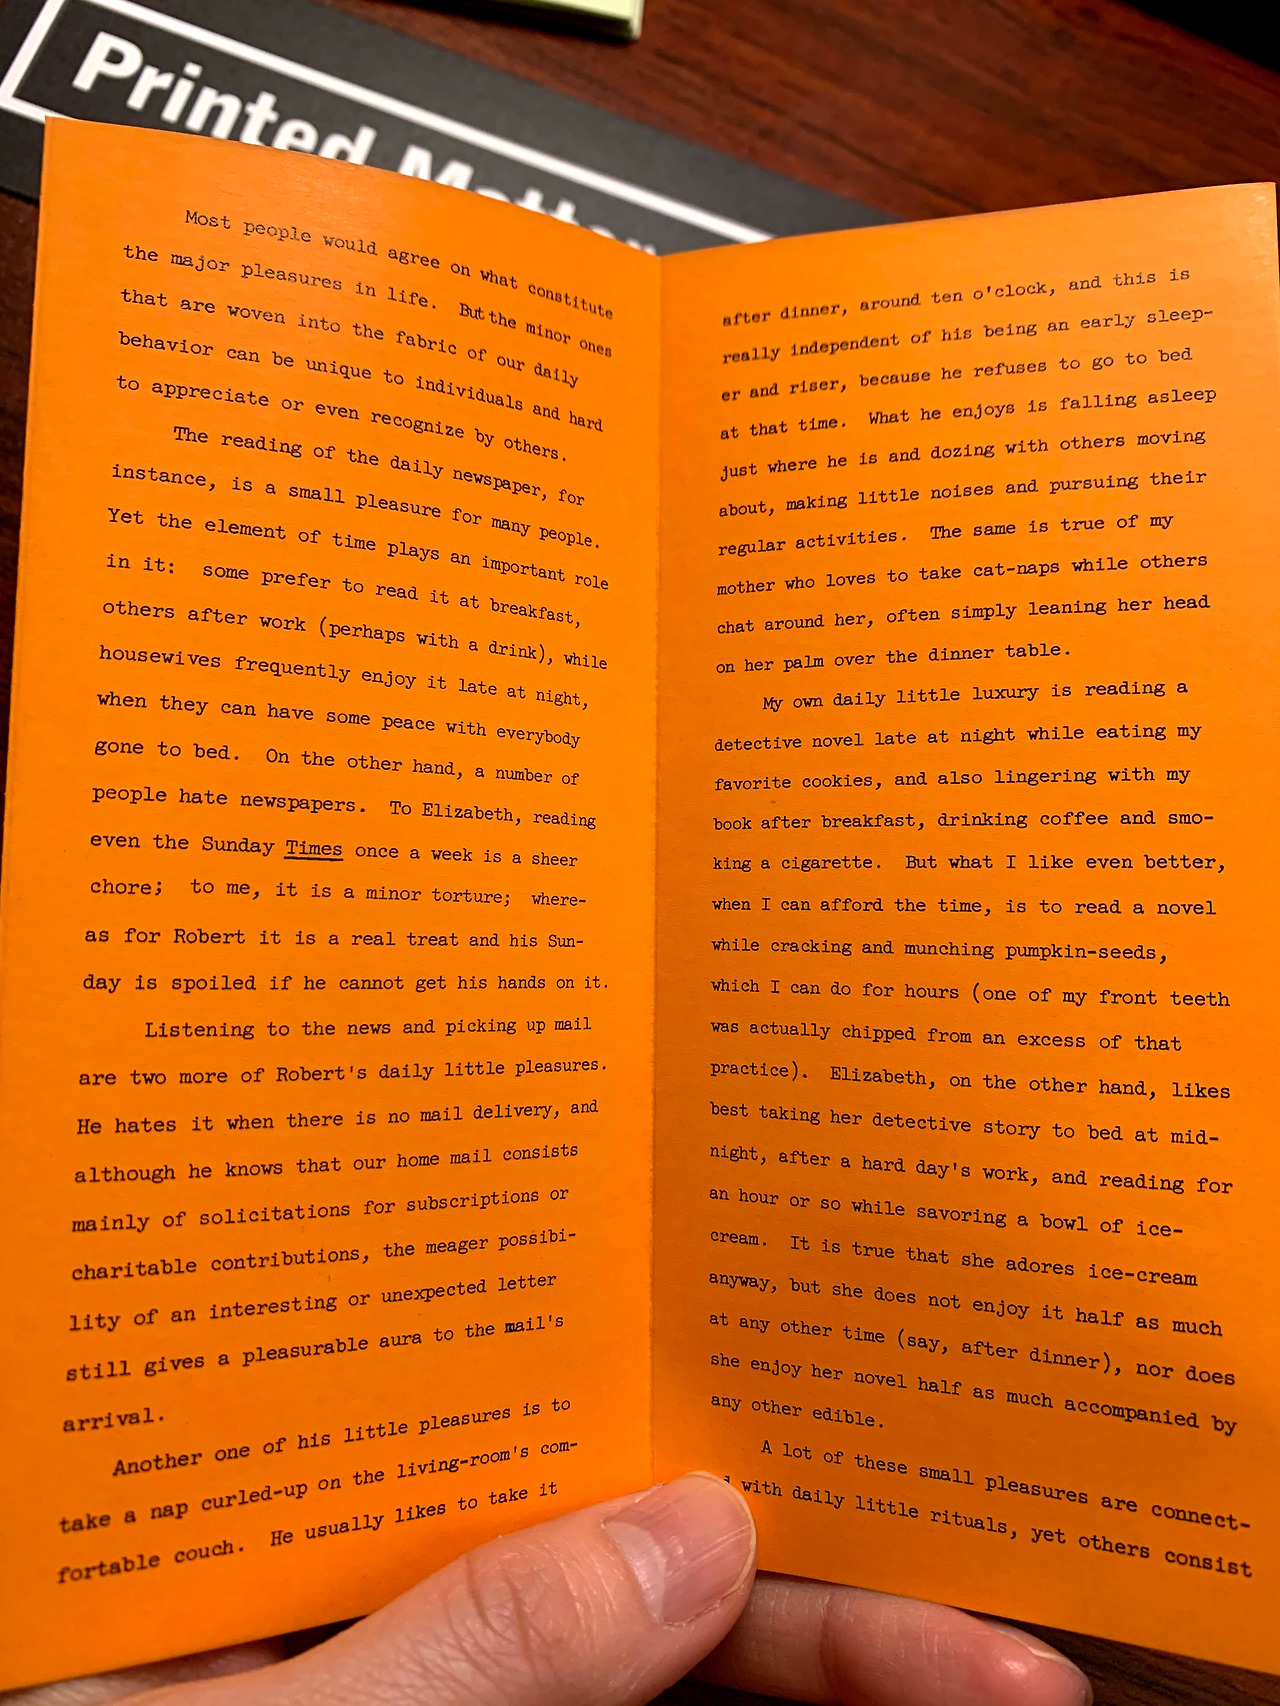 Printed Matter
Most people would agree on what constitute
the major pleasures in life. But the minor ones
that are woven into the fabric of our daily
behavior can be unique to individuals and hard
to appreciate or even recognize by others.
The reading of the daily newspaper, for
instance, is a small pleasure for many people.
Yet the element of time plays an important role
in it: some prefer to read it at breakfast,
others after work (perhaps with a drink), while
housewives frequently enjoy it late at night,
when they can have some peace with everybody
gone to bed. On the other hand, a number of
people hate newspapers. To Elizabeth, reading
even the Sunday Times once a week is a sheer
chore; to me, it is a minor torture; where-
as for Robert it is a real treat and his Sun-
day is spoiled if he cannot get his hands on it.
Listening to the news and picking up mail
are two more of Robert's daily little pleasures.
He hates it when there is no mail delivery, and
although he knows that our home mail consists
mainly of solicitations for subscriptions or
charitable contributions, the meager possibi-
lity of an interesting or unexpected letter
still gives a pleasurable aura to the mail's
arrival.
Another one of his little pleasures is to
take a nap curled-up on the living-room's com-
fortable couch. He usually likes to take it
after dinner, around ten o'clock, and this is
really independent of his being an early sleep-
er and riser, because he refuses to go to bed
at that time. What he enjoys is falling asleep
just where he is and dozing with others moving
about, making little noises and pursuing their
regular activities. The same is true of my
mother who loves to take cat-naps while others
chat around her, often simply leaning her head
on her palm over the dinner table.
My own daily little luxury is reading a
detective novel late at night while eating my
favorite cookies, and also lingering with my
book after breakfast, drinking coffee and smo-
king a cigarette. But what I like even better,
when I can afford the time, is to read a novel
while cracking and munching pumpkin-seeds,
which I can do for hours (one of my front teeth
was actually chipped from an excess of that
practice). Elizabeth, on the other hand, likes
best taking her detective story to bed at mid-
night, after a hard day's work, and reading for
an hour or so while savoring a bowl of ice-
cream. It is true that she adores ice-cream
anyway, but she does not enjoy it half as much
at any other time (say, after dinner), nor does
she enjoy her novel half as much accompanied by
any other edible.
A lot of these small pleasures are connect-
with daily little rituals, yet others consist